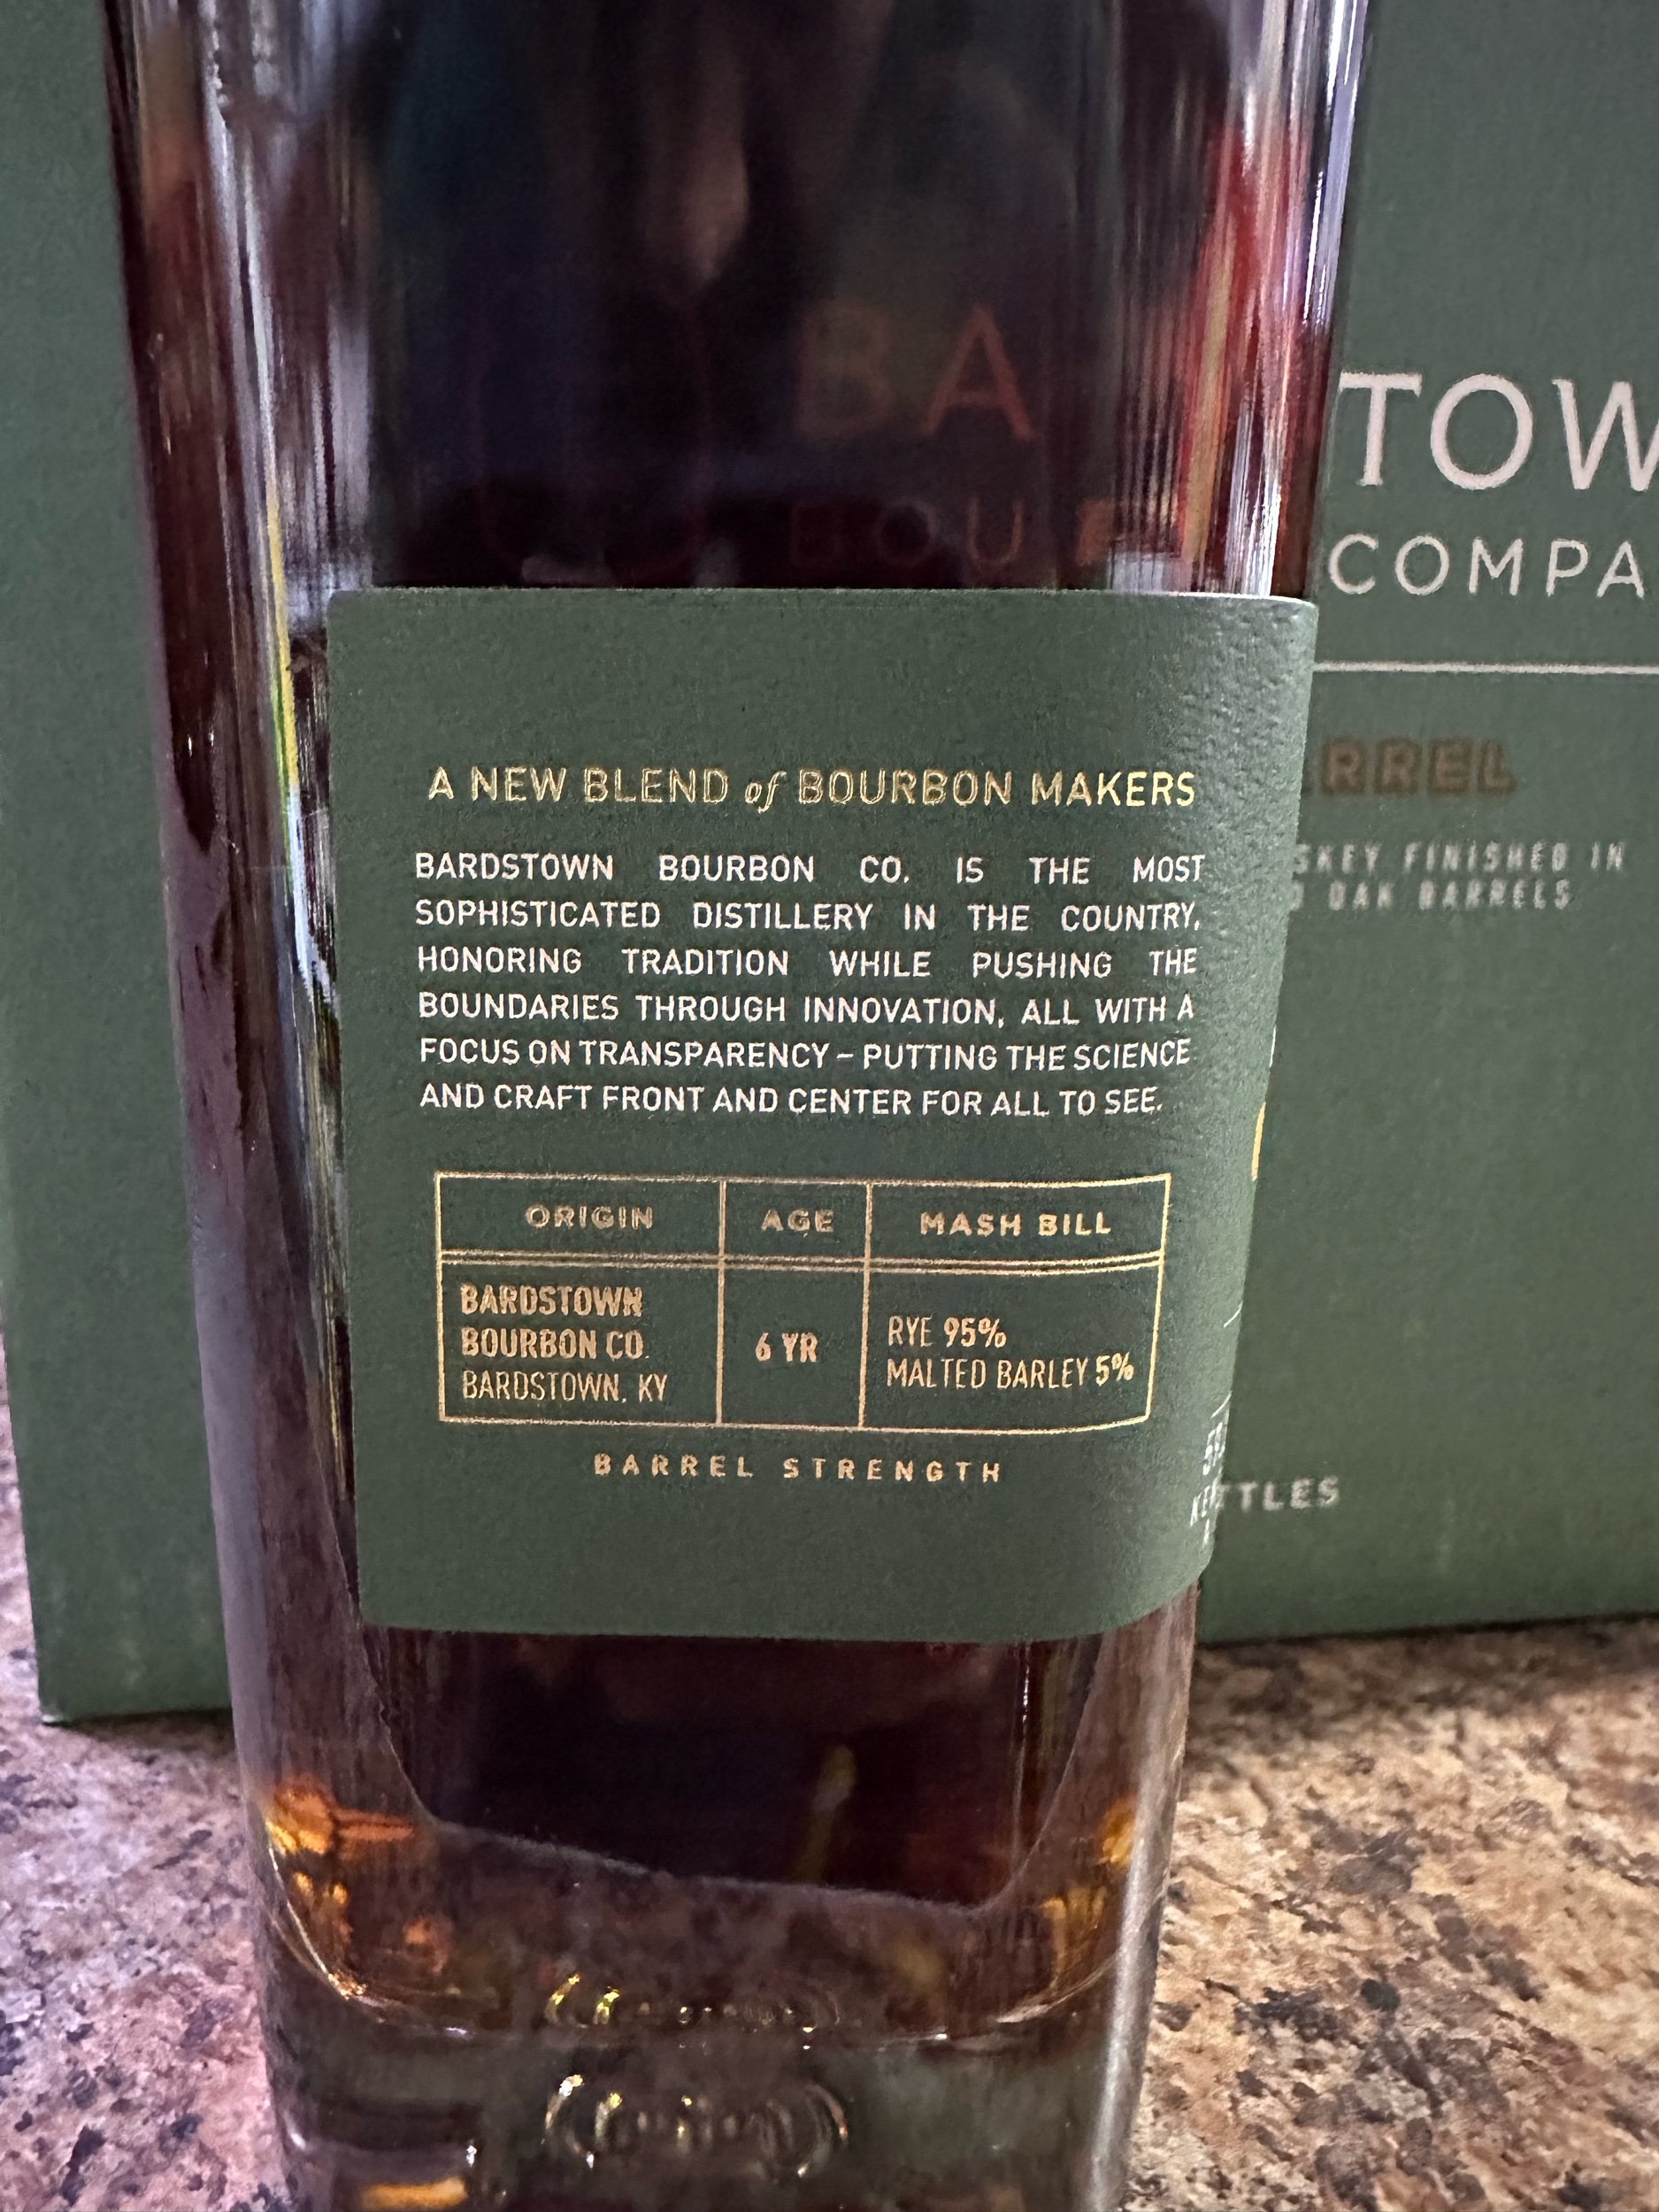 BA
BOU
TOW
COMPA
RREL
SKEY FINISHED IN
OAK BARRELS
A NEW BLEND of BOURBON MAKERS
BARDSTOWN BOURBON CO. IS THE MOST
SOPHISTICATED DISTILLERY IN THE COUNTRY,
HONORING TRADITION WHILE PUSHING THE
BOUNDARIES THROUGH INNOVATION, ALL WITH A
FOCUS ON TRANSPARENCY – PUTTING THE SCIENCE
AND CRAFT FRONT AND CENTER FOR ALL TO SEE.
ORIGIN AGE MASH BILL
BARDSTOWN
BOURBON CO.
BARDSTOWN, KY
6 YR
RYE 95%
MALTED BARLEY 5%
BARREL STRENGTH
TTLES